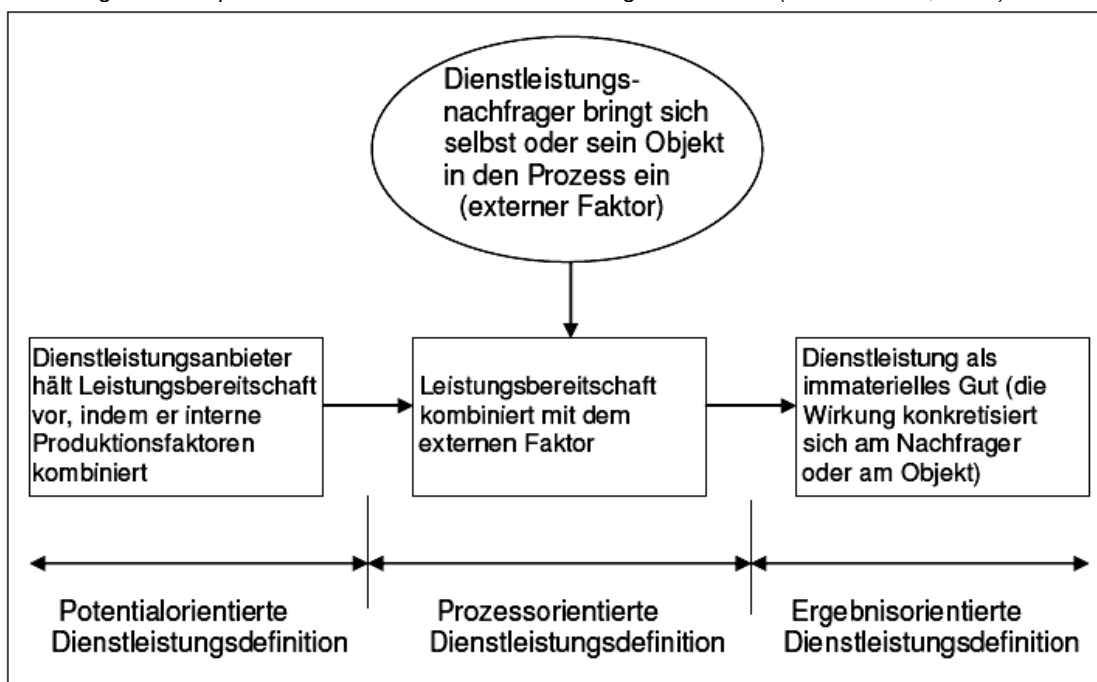 Dienstleistungs-
nachfrager bringt sich
selbst oder sein Objekt
in den Prozess ein
(externer Faktor)
Dienstleistungsanbieter
hält Leistungsbereitschaft
vor, indem er interne
Produktionsfaktoren
kombiniert
Leistungsbereitschaft
kombiniert mit dem
externen Faktor
Dienstleistung als
immaterielles Gut (die
Wirkung konkretisiert
sich am Nachfrager
oder am Objekt)
Potentialorientierte
Dienstleistungsdefinition
Prozessorientierte
Dienstleistungsdefinition
Ergebnisorientierte
Dienstleistungsdefinition